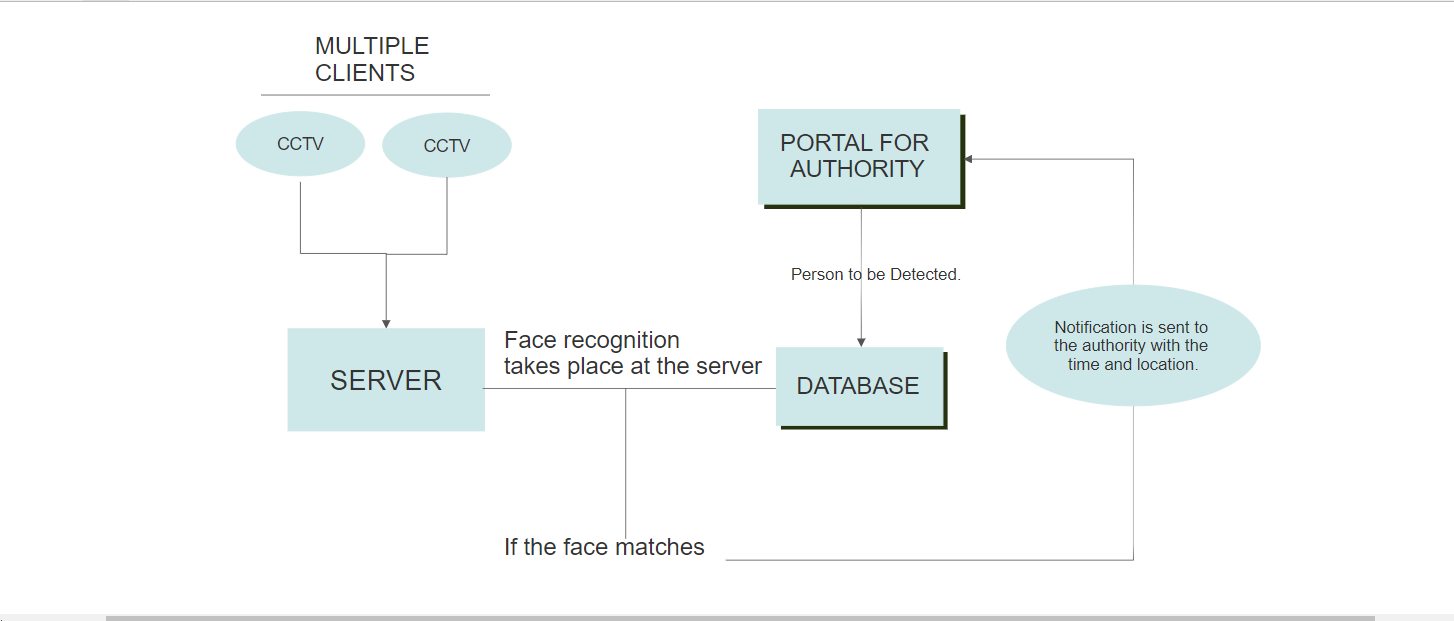 MULTIPLE
CLIENTS
CCTV
CCTV
PORTAL FOR
AUTHORITY
Person to be Detected.
Notification is sent to
the authority with the
time and location.
Face recognition
takes place at the server
SERVER
DATABASE
If the face matches